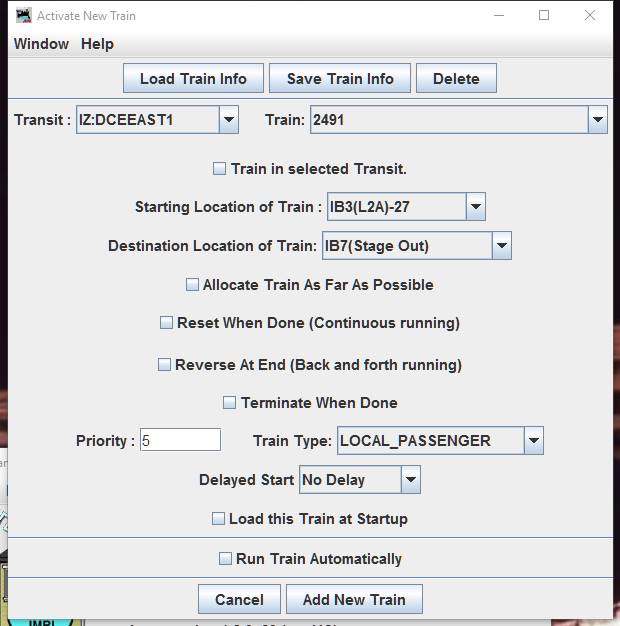 Activate New Train
Window Help
Load Train Info Save Train Info Delete
Transit : IZ:DCEEAST1 Train: 2491
Train in selected Transit.
Starting Location of Train : IB3(L2A)-27
Destination Location of Train: IB7(Stage Out)
Allocate Train As Far As Possible
Reset When Done (Continuous running)
Reverse At End (Back and forth running)
Terminate When Done
Priority : 5 Train Type: LOCAL_PASSENGER
Delayed Start No Delay
Load this Train at Startup
Run Train Automatically
Cancel Add New Train